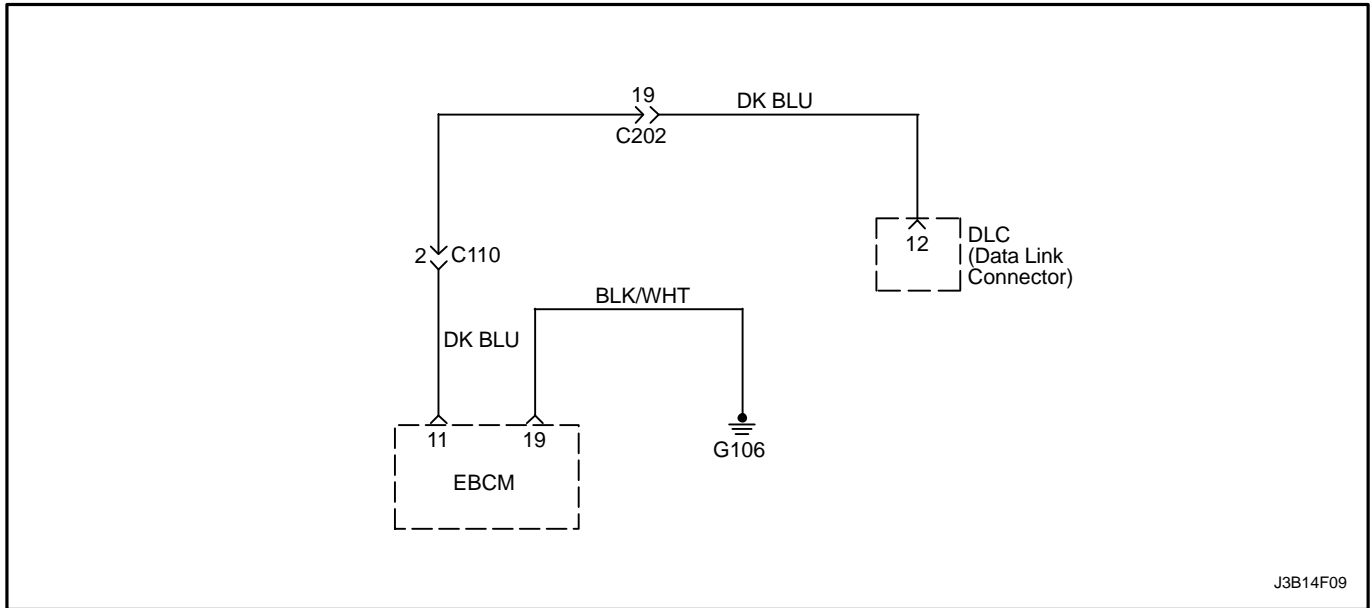 19
DK BLU
C202
12
DLC
(Data Link
Connector)
2
C110
BLK/WHT
DK BLU
11
19
G106
EBCM
J3B14F09